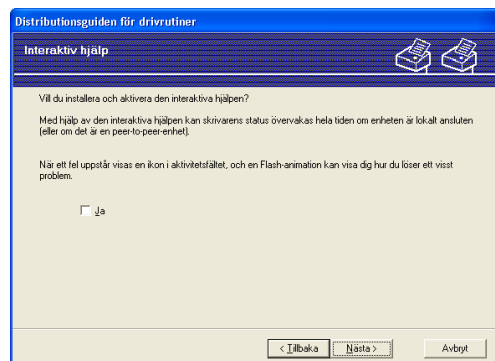 Distributionsguiden för drivrutiner
Interaktiv hjälp
Vill du installera och aktivera den interaktiva hjälpen?
Med hjälp av den interaktiva hjälpen kan skrivarens status övervakas hela tiden om enheten är lokalt ansluten
(eller om det är en peer-to-peer-enhet).
När ett fel uppstår visas en ikon i aktivitetsfältet, och en Flash-animation kan visa dig hur du löser ett visst
problem.
Ja
< Tillbaka Nästa > Avbryt